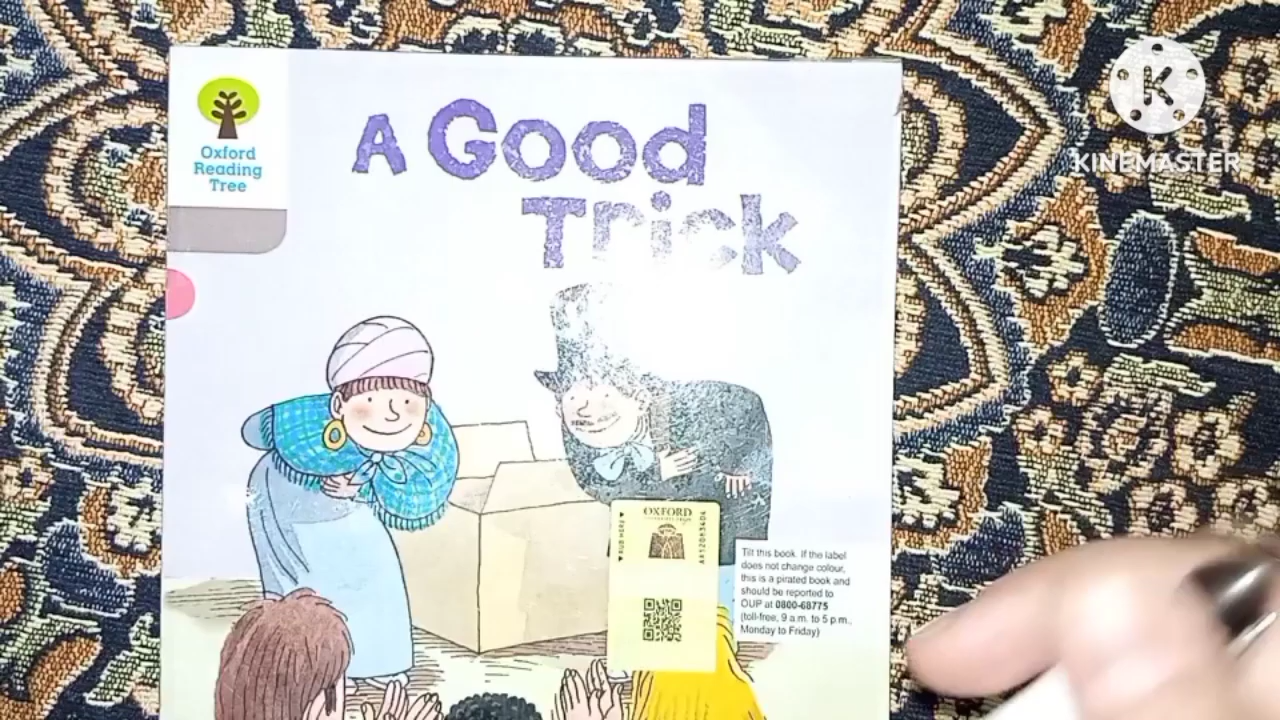 A Good
Trick
Oxford
Reading
Tree
K
KINEMASTER
OXFORD
Tilt this book. If the label
does not change colour,
this is a pirated book and
should be reported to
OUP at 0800-68775
(toll-free, 9 a.m. to 5 p.m.,
Monday to Friday)